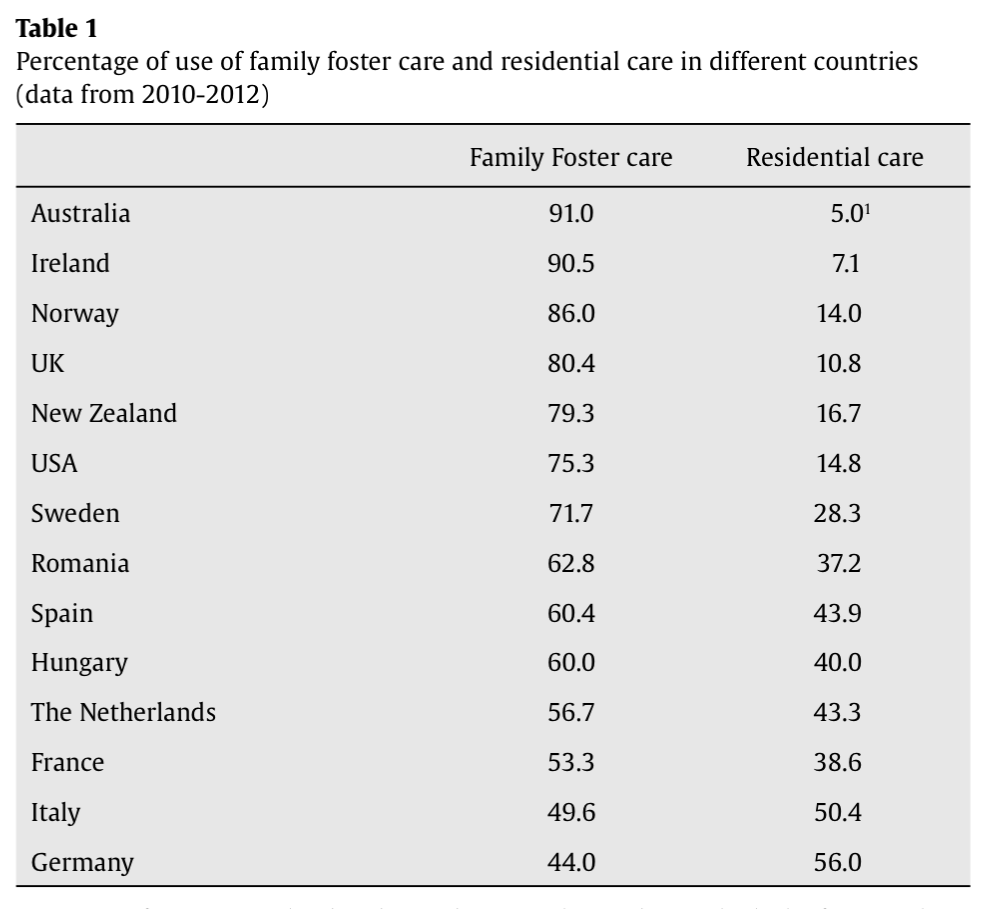 Table 1
Percentage of use of family foster care and residential care in different countries
(data from 2010-2012)
Family Foster care Residential care
Australia 91.0 5.0¹
Ireland 90.5 7.1
Norway 86.0 14.0
UK 80.4 10.8
New Zealand 79.3 16.7
USA 75.3 14.8
Sweden 71.7 28.3
Romania 62.8 37.2
Spain 60.4 43.9
Hungary 60.0 40.0
The Netherlands 56.7 43.3
France 53.3 38.6
Italy 49.6 50.4
Germany 44.0 56.0